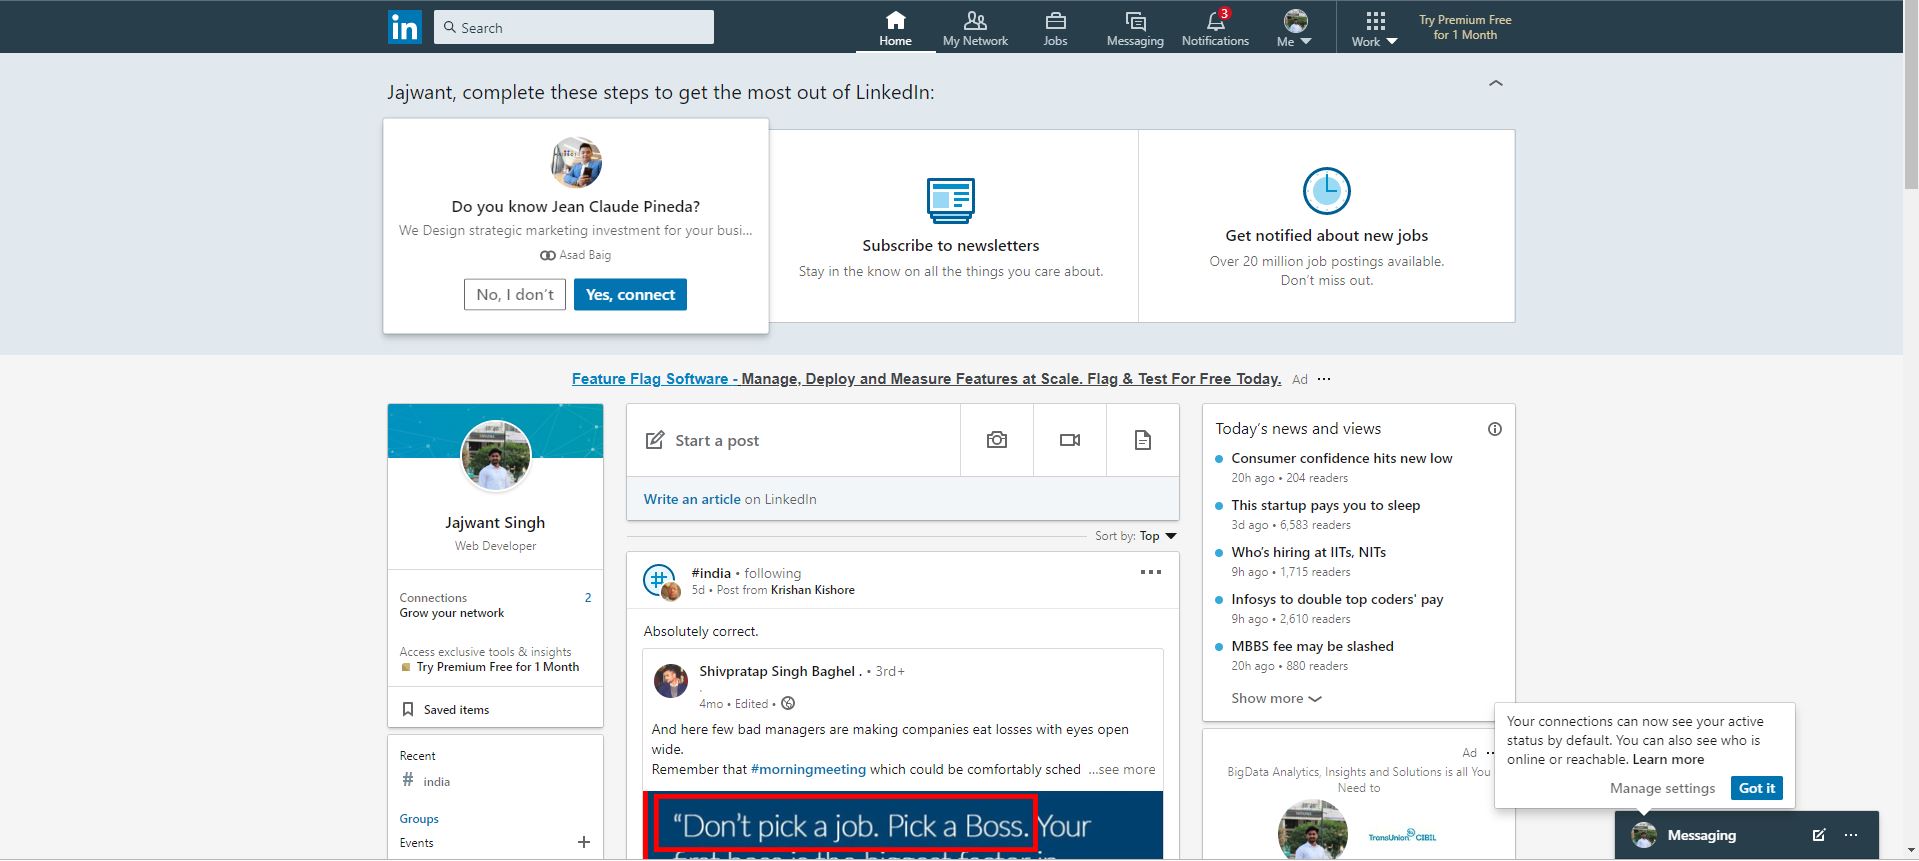 in
Search
Home
My Network
Jobs
Messaging
3
Notifications
Me
Work
Try Premium Free
for 1 Month
Jajwant, complete these steps to get the most out of LinkedIn:
Do you know Jean Claude Pineda?
We Design strategic marketing investment for your busi...
Asad Baig
No, I don't
Yes, connect
Subscribe to newsletters
Stay in the know on all the things you care about.
Get notified about new jobs
Over 20 million job postings available.
Don't miss out.
Feature Flag Software - Manage, Deploy and Measure Features at Scale. Flag & Test For Free Today. Ad ...
Jajwant Singh
Web Developer
Connections 2
Grow your network
Access exclusive tools & insights
Try Premium Free for 1 Month
Saved items
Recent
# india
Groups
Events +
Start a post
Write an article on LinkedIn
Sort by: Top
#india • following
5d • Post from Krishan Kishore
Absolutely correct.
Shivpratap Singh Baghel . • 3rd+
.
4mo • Edited •
And here few bad managers are making companies eat losses with eyes open
wide.
Remember that #morningmeeting which could be comfortably sched ...see more
“Don't pick a job. Pick a Boss. Your
first boss is the biggest factor in
Today's news and views
Consumer confidence hits new low
20h ago • 204 readers
This startup pays you to sleep
3d ago • 6,583 readers
Who's hiring at IITs, NITs
9h ago • 1,715 readers
Infosys to double top coders' pay
9h ago • 2,610 readers
MBBS fee may be slashed
20h ago • 880 readers
Show more
Ad
BigData Analytics, Insights and Solutions is all You
Need to
TransUnion CIBIL
Your connections can now see your active
status by default. You can also see who is
online or reachable. Learn more
Manage settings
Got it
Messaging